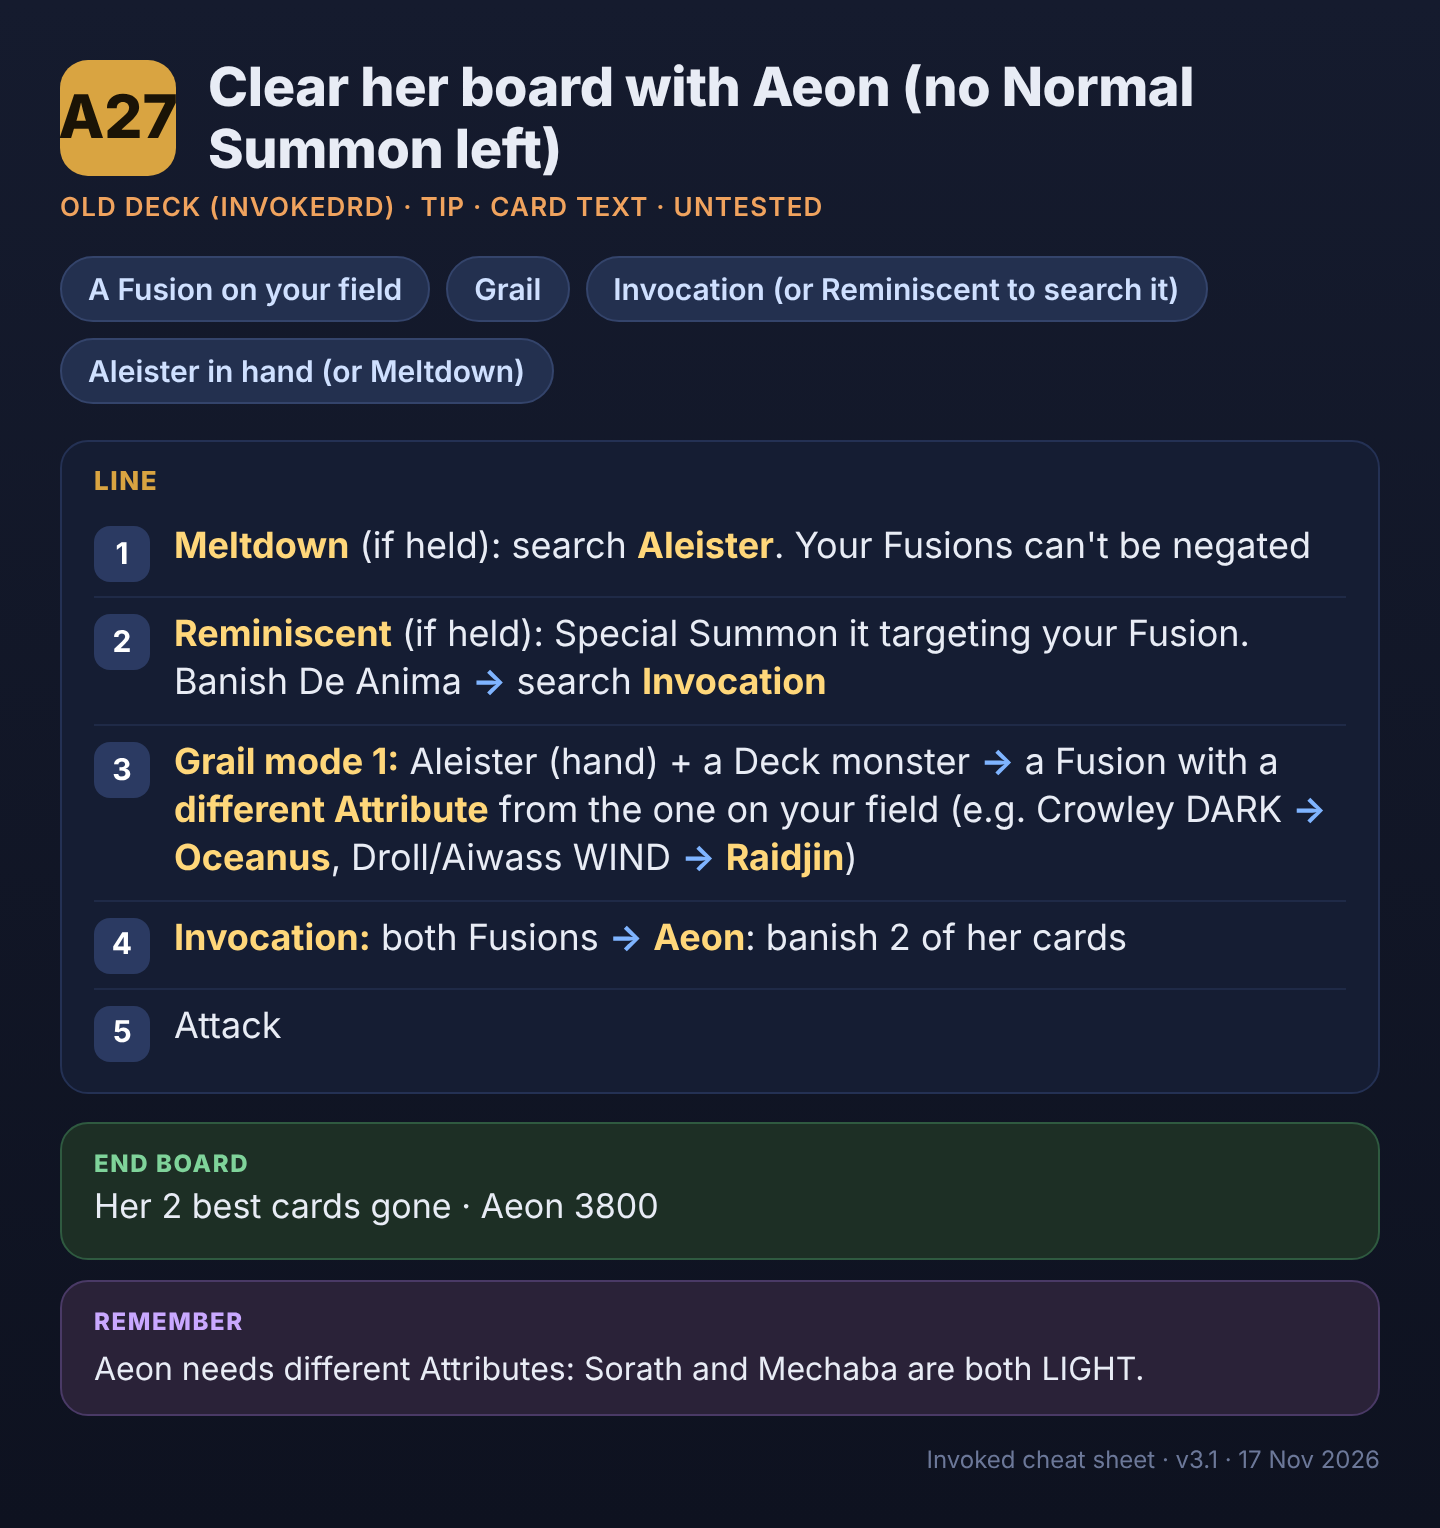 A27
Clear her board with Aeon (no Normal
Summon left)
OLD DECK (INVOKEDRD) · TIP · CARD TEXT · UNTESTED
A Fusion on your field
Grail
Invocation (or Reminiscent to search it)
Aleister in hand (or Meltdown)
LINE
1 Meltdown (if held): search Aleister. Your Fusions can't be negated
2 Reminiscent (if held): Special Summon it targeting your Fusion.
Banish De Anima → search Invocation
3 Grail mode 1: Aleister (hand) + a Deck monster → a Fusion with a
different Attribute from the one on your field (e.g. Crowley DARK →
Oceanus, Droll/Aiwass WIND → Raidjin)
4 Invocation: both Fusions → Aeon: banish 2 of her cards
5 Attack
END BOARD
Her 2 best cards gone · Aeon 3800
REMEMBER
Aeon needs different Attributes: Sorath and Mechaba are both LIGHT.
Invoked cheat sheet · v3.1 · 17 Nov 2026